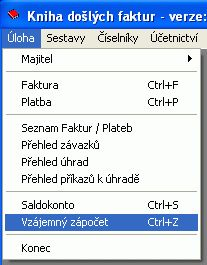 Kniha došlých faktur - verze:
Úloha Sestavy Číselníky Účetnictví
Majitel
Faktura Ctrl+F
Platba Ctrl+P
Seznam Faktur / Plateb
Přehled závazků
Přehled úhrad
Přehled příkazů k úhradě
Saldokonto Ctrl+S
Vzájemný zápočet Ctrl+Z
Konec